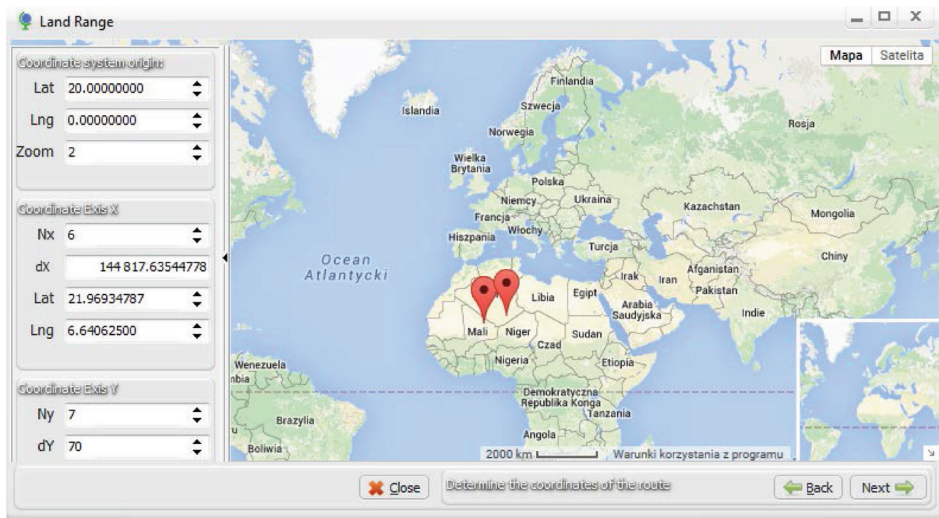 Land Range
Coordinate system origin:
Lat 20.00000000
Lng 0.00000000
Zoom 2
Coordinate Exis X
Nx 6
dX 144 817.63544778
Lat 21.96934787
Lng 6.64062500
Coordinate Exis Y
Ny 7
dY 70
Mapa Satelita
Finlandia
Islandia
Szwecja
Rosja
Norwegia
Wielka
Brytania
Polska
Niemcy Ukraina
Kazachstan
Mongolia
Francja
Włochy
Hiszpania
Turcja
Chiny
Ocean
Atlantycki
Afganistan
Irak Iran
Pakistan
Libia Egipt
Arabia
Saudyjska
Indie
Mali Niger Sudan
Czad
Nigeria Etiopia
Wenezuela
mbia
Demokratyczna
Republika Konga
Tanzania
Brazylia
u
Angola
Boliwia
2000 km Warunki korzystania z programu
Close Determine the coordinates of the route Back Next